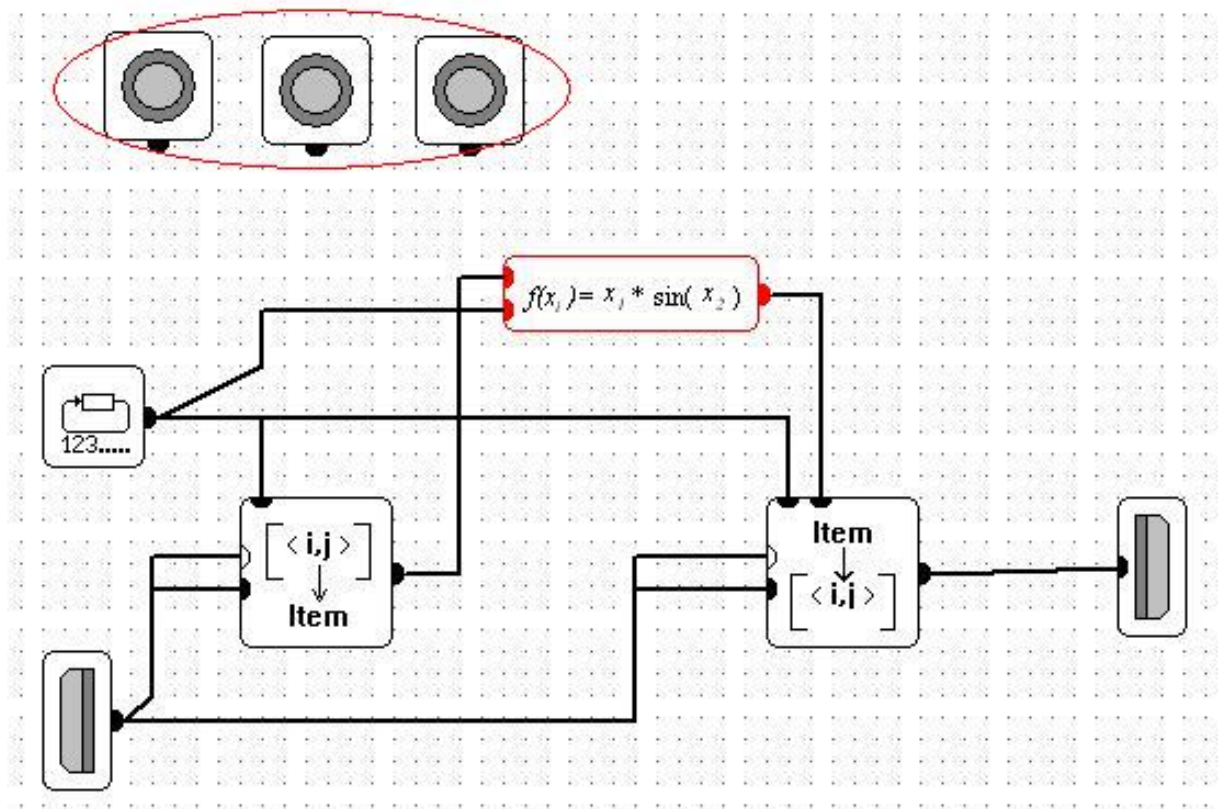 f(x_i)= x_1 * sin( x_2 )
123.....
< i,j >
Item
Item
< i,j >